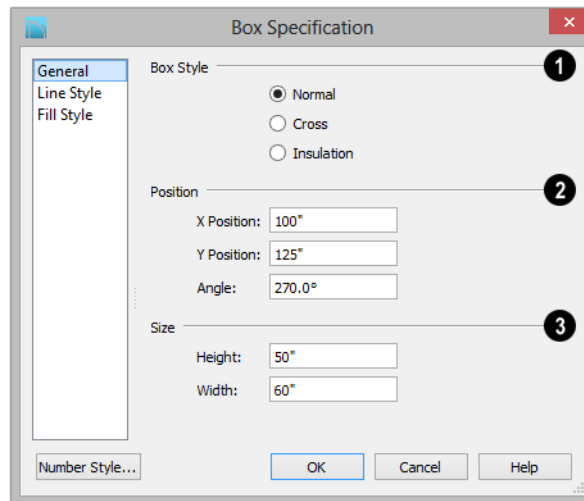 Box Specification
General
Line Style
Fill Style
Box Style
1
Normal
Cross
Insulation
Position
2
X Position: 100"
Y Position: 125"
Angle: 270.0°
Size
3
Height: 50"
Width: 60"
Number Style...
OK
Cancel
Help